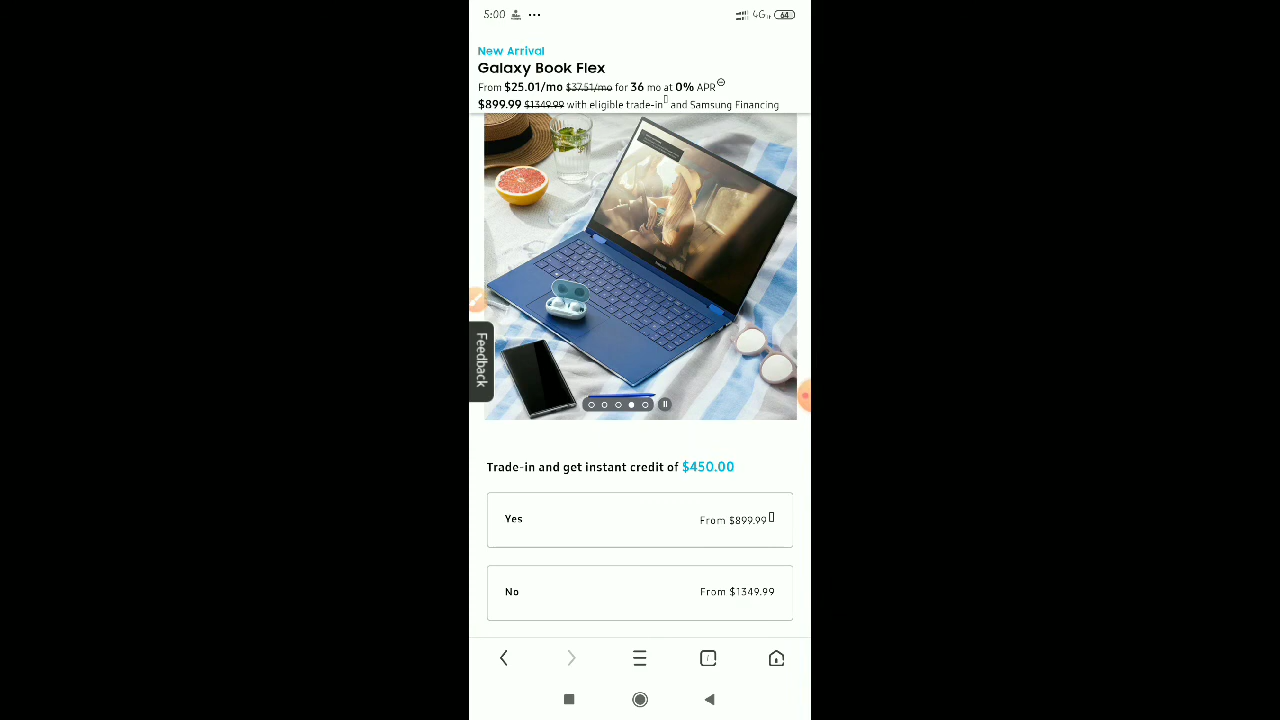 5:00 4G 64
New Arrival
Galaxy Book Flex
From $25.01/mo $37.51/mo for 36 mo at 0% APR
$899.99 $1349.99 with eligible trade-in and Samsung Financing
Feedback
Trade-in and get instant credit of $450.00
Yes From $899.99
No From $1349.99